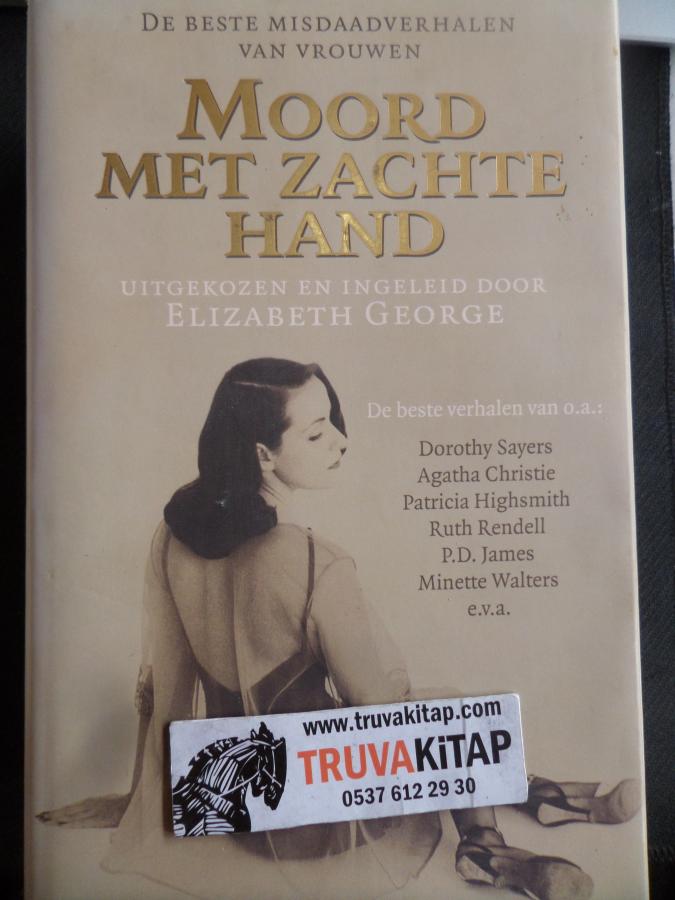 DE BESTE MISDAADVERHALEN
VAN VROUWEN
MOORD
MET ZACHTE
HAND
UITGEKOZEN EN INGELEID DOOR
ELIZABETH GEORGE
De beste verhalen van o.a.:
Dorothy Sayers
Agatha Christie
Patricia Highsmith
Ruth Rendell
P.D. James
Minette Walters
e.v.a.
www.truvakitap.com
TRUVAKiTAP
0537 612 29 30